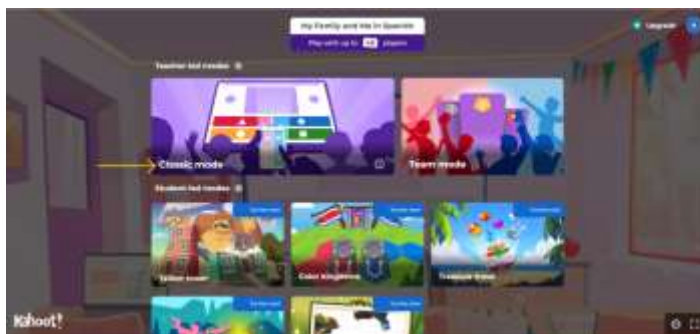 My Family and Me in Spanish
Play with up to 40 players
Upgrade
Teacher-led modes
Classic mode
Team mode
Student-led modes
Color Kingdoms
Treasure Trove
Kahoot!